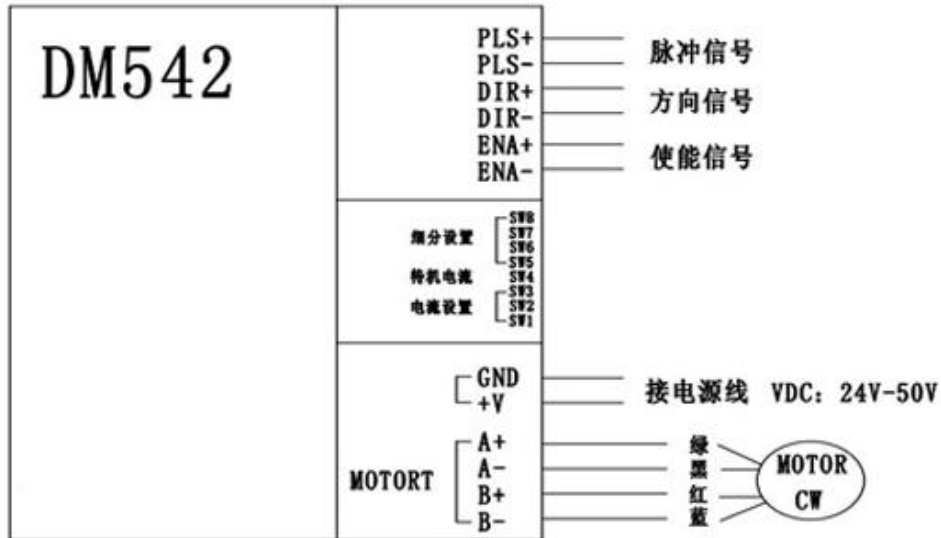 DM542
PLS+
PLS- 脉冲信号
DIR+
DIR- 方向信号
ENA+
ENA- 使能信号
细分设置
SW8
SW7
SW6
SW5
待机电流 SW4
电流设置
SW3
SW2
SW1
GND
+V
接电源线 VDC: 24V-50V
MOTORT
A+ 绿
A- 黑
B+ 红
B- 蓝
MOTOR
CW